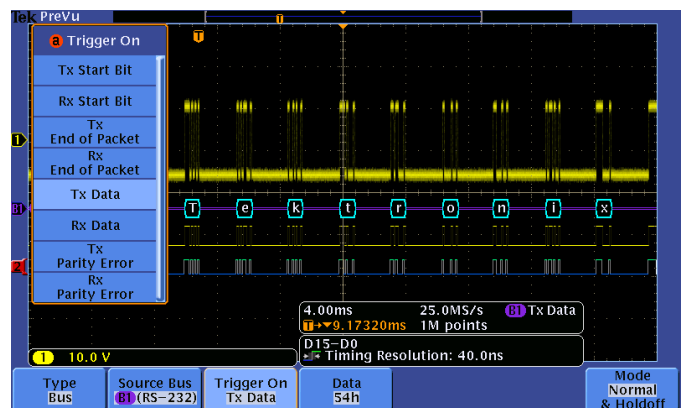 Tek PreVu
T
a Trigger On
T
Tx Start Bit
Rx Start Bit
Tx
End of Packet
Rx
End of Packet
Tx Data
Rx Data
Tx
Parity Error
Rx
Parity Error
1
B1
2
T e k t r o n i x
4.00ms 25.0MS/s B1 Tx Data
T→▼9.17320ms 1M points
D15-D0
Timing Resolution: 40.0ns
1 10.0 V
Type
Bus
Source Bus
B1 (RS-232)
Trigger On
Tx Data
Data
54h
Mode
Normal
& Holdoff